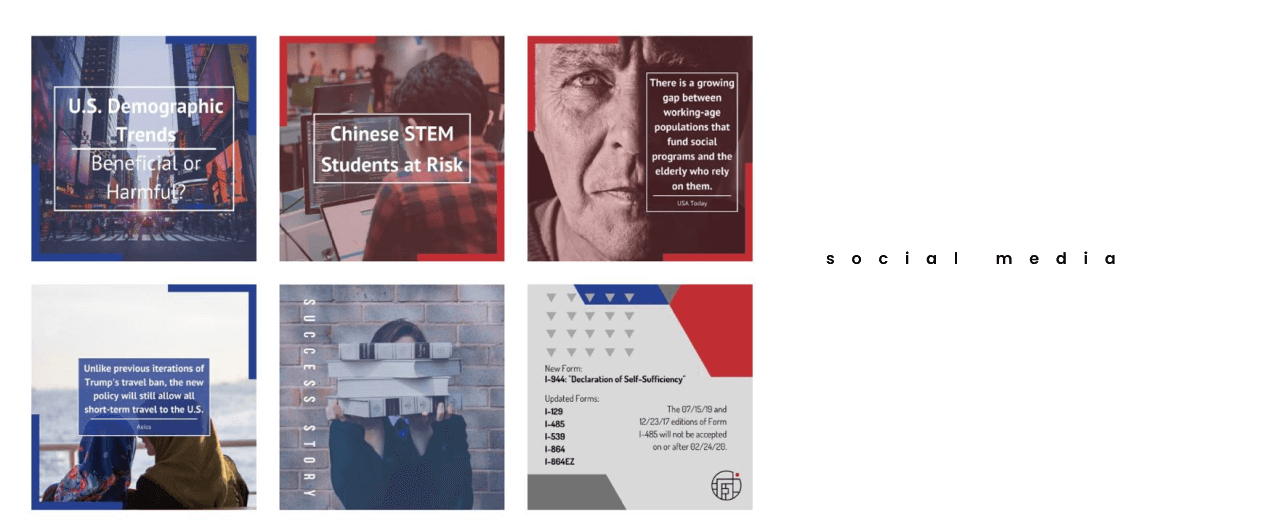 U.S. Demographic
Trends
Beneficial or
Harmful?
Chinese STEM
Students at Risk
There is a growing
gap between
working-age
populations that
fund social
programs and the
elderly who rely
on them.
USA Today
social media
Unlike previous iterations of
Trump's travel ban, the new
policy will still allow all
short-term travel to the U.S.
Axios
SUCCESS STORY
New Form:
I-944: "Declaration of Self-Sufficiency"
Updated Forms:
I-129
I-485
I-539
I-864
I-864EZ
The 07/15/19 and
12/23/17 editions of Form
I-485 will not be accepted
on or after 02/24/20.